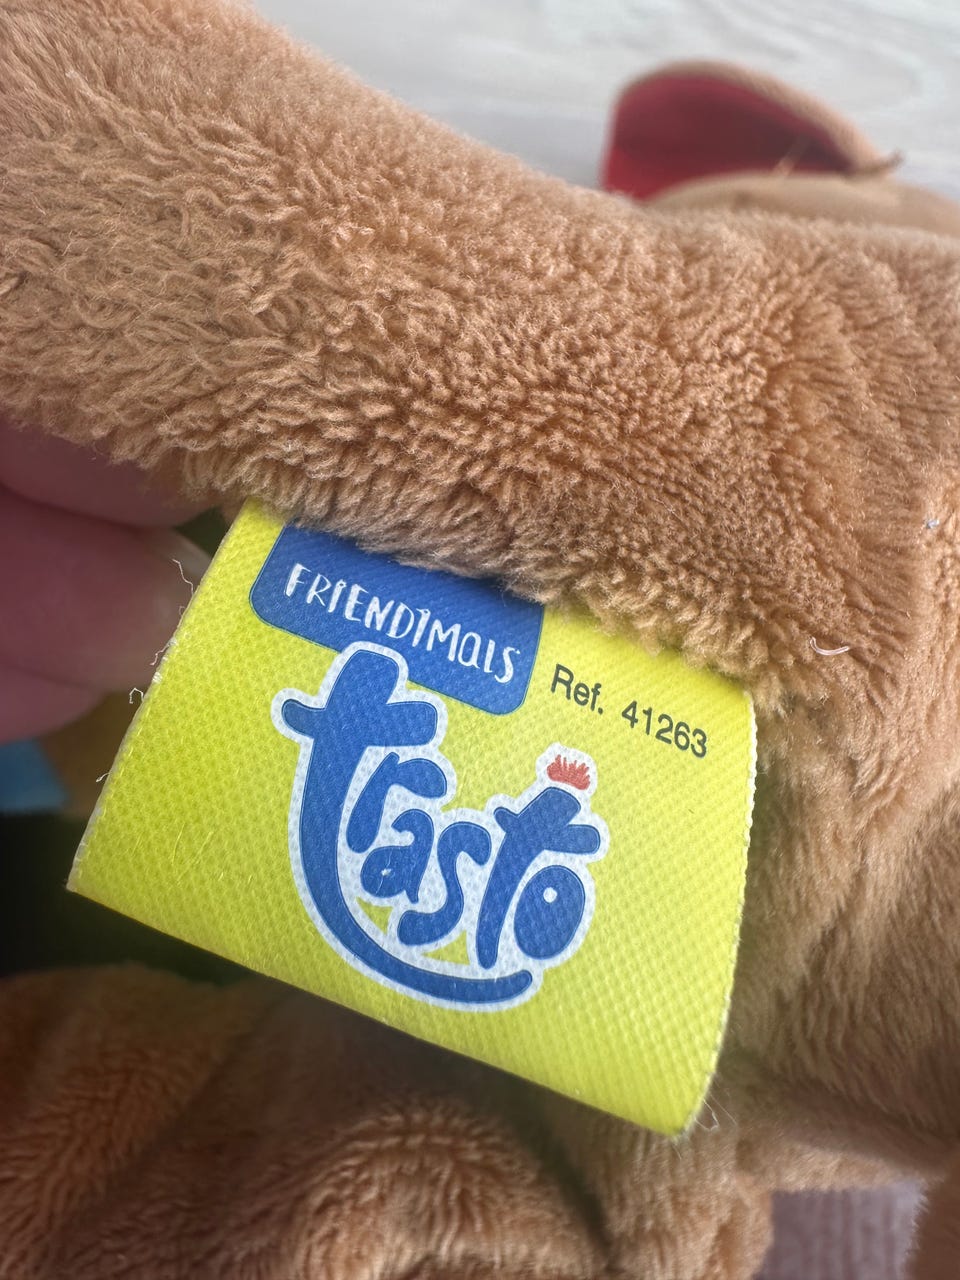 FRIENDIMALS
Ref. 41263
trasto